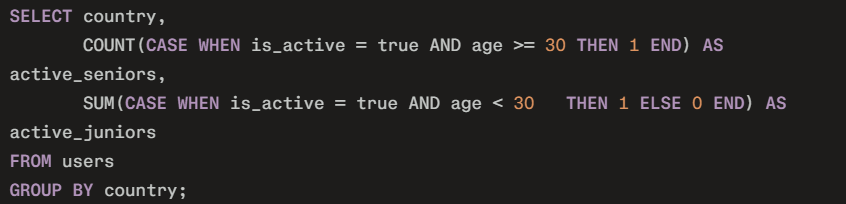 SELECT country,
       COUNT(CASE WHEN is_active = true AND age >= 30 THEN 1 END) AS
active_seniors,
       SUM(CASE WHEN is_active = true AND age < 30   THEN 1 ELSE 0 END) AS
active_juniors
FROM users
GROUP BY country;